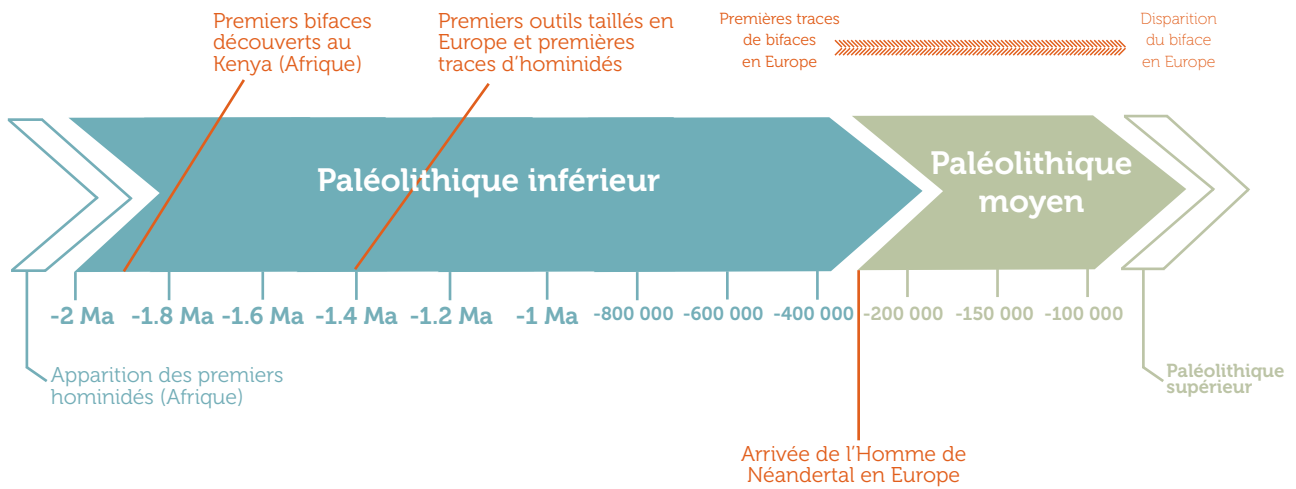 Premiers bifaces
découverts au
Kenya (Afrique)
Premiers outils taillés en
Europe et premières
traces d'hominidés
Premières traces
de bifaces
en Europe
Disparition
du biface
en Europe
Paléolithique inférieur
Paléolithique
moyen
-2 Ma -1.8 Ma -1.6 Ma -1.4 Ma -1.2 Ma -1 Ma -800 000 -600 000 -400 000 -200 000 -150 000 -100 000
Apparition des premiers
hominidés (Afrique)
Paléolithique
supérieur
Arrivée de l'Homme de
Néandertal en Europe